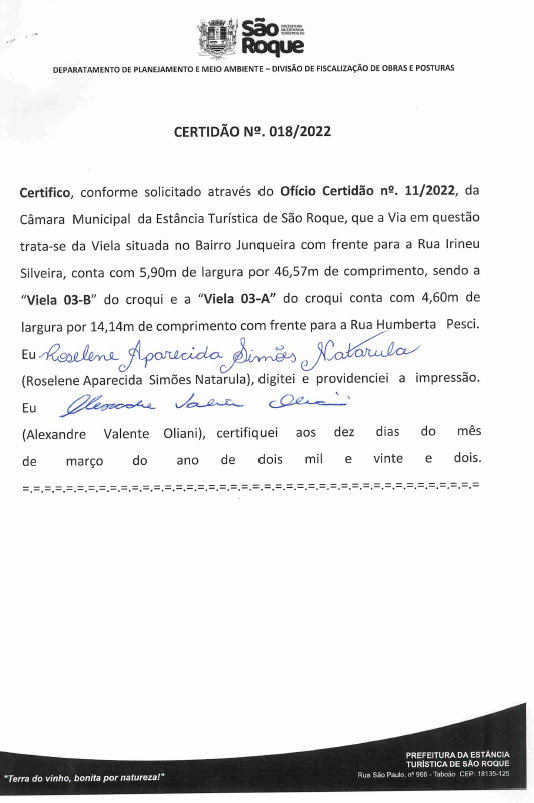 São
Roque
PREFEITURA
DA ESTÂNCIA
TURÍSTICA DE
DEPARATAMENTO DE PLANEJAMENTO E MEIO AMBIENTE – DIVISÃO DE FISCALIZAÇÃO DE OBRAS E POSTURAS
CERTIDÃO Nº. 018/2022
Certifico, conforme solicitado através do Ofício Certidão nº. 11/2022, da
Câmara Municipal da Estância Turística de São Roque, que a Via em questão
trata-se da Viela situada no Bairro Junqueira com frente para a Rua Irineu
Silveira, conta com 5,90m de largura por 46,57m de comprimento, sendo a
“Viela 03-B” do croqui e a “Viela 03-A” do croqui conta com 4,60m de
largura por 14,14m de comprimento com frente para a Rua Humberta Pesci.
Eu Roselene Aparecida Simões Natarula
(Roselene Aparecida Simões Natarula), digitei e providenciei a impressão.
Eu Alexandre Valente Oliani
(Alexandre Valente Oliani), certifiquei aos dez dias do mês
de março do ano de dois mil e vinte e dois.
=.=.=.=.=.=.=.=.=.=.=.=.=.=.=.=.=.=.=.=.=.=.=.=.=.=.=.=.=.=.=.=.=.=.=.=.=.=.=.=.=.=
"Terra do vinho, bonita por natureza!"
PREFEITURA DA ESTÂNCIA
TURÍSTICA DE SÃO ROQUE
Rua São Paulo, nº 966 - Taboão CEP: 18135-125